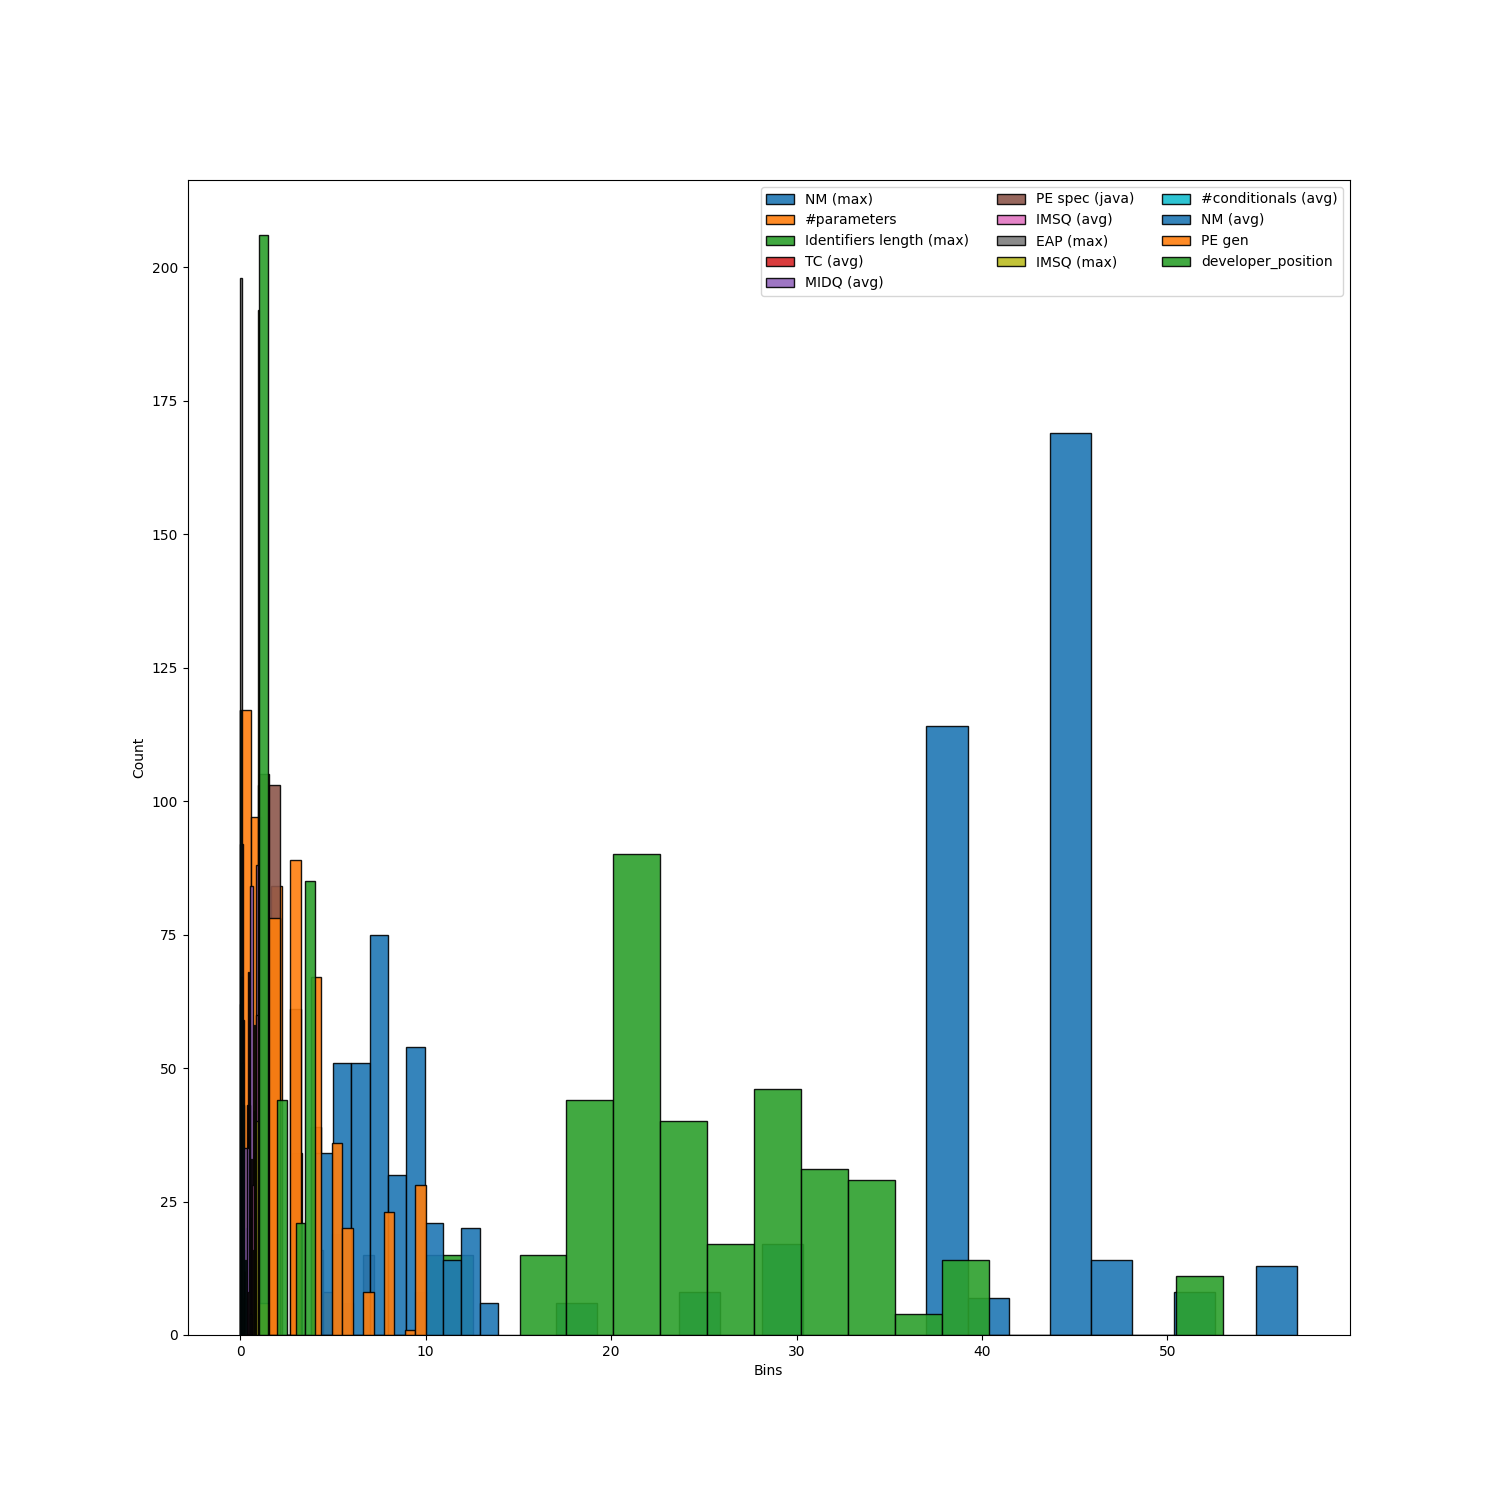 NM (max)
#parameters
Identifiers length (max)
TC (avg)
MIDQ (avg)
PE spec (java)
IMSQ (avg)
EAP (max)
IMSQ (max)
#conditionals (avg)
NM (avg)
PE gen
developer_position
200
175
150
125
100
75
50
25
0
Count
0 10 20 30 40 50
Bins